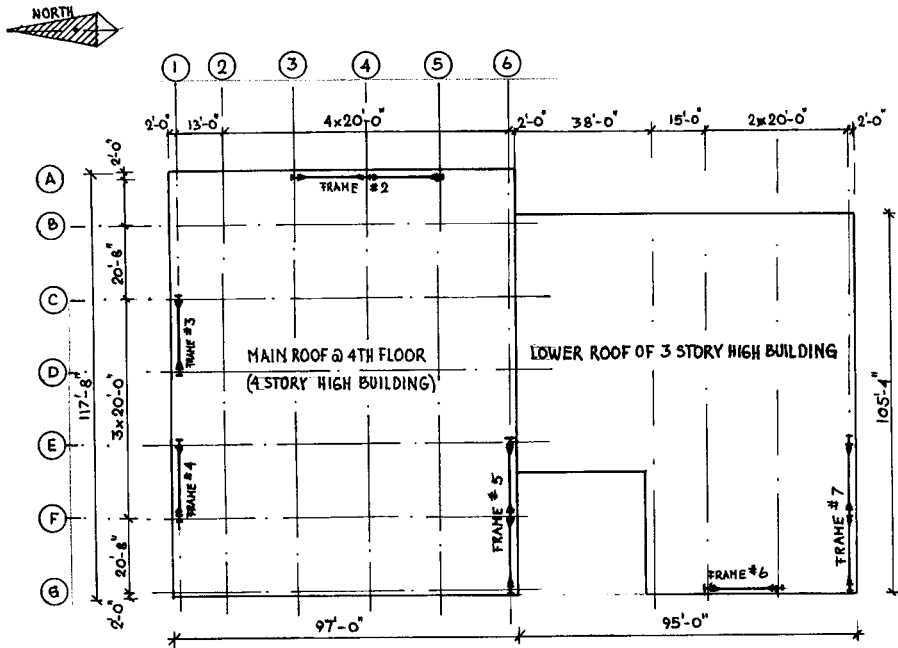 NORTH
1 2 3 4 5 6
2'-0" 13'-0" 4x20'-0" 2'-0" 38'-0" 15'-0" 2x20'-0" 2'-0"
2'-0"
A
FRAME #2
B
20'-8"
C
FRAME #3
MAIN ROOF @ 4TH FLOOR
(4 STORY HIGH BUILDING)
LOWER ROOF OF 3 STORY HIGH BUILDING
D
117'-8"
3x20'-0"
105'-4"
E
FRAME #4
FRAME #5
FRAME #7
F
20'-8"
FRAME #6
G
2'-0"
97'-0" 95'-0"